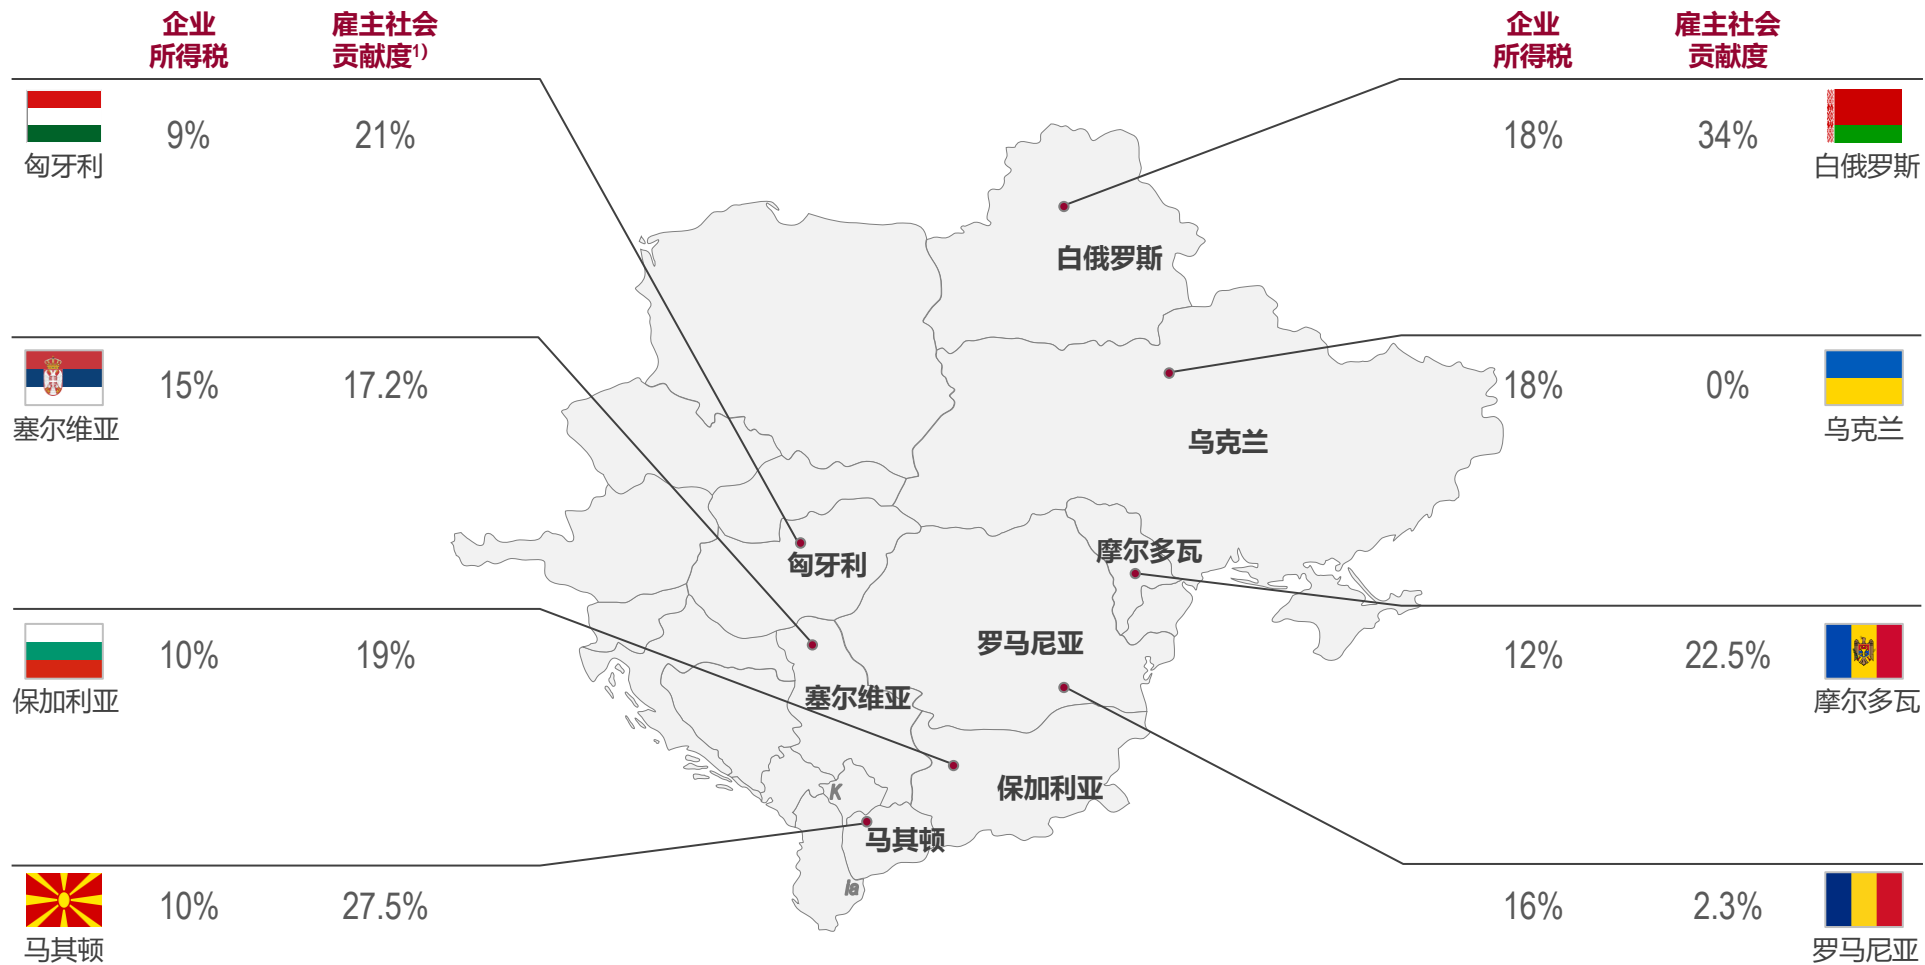 企业
所得税
雇主社会
贡献度1)
企业
所得税
雇主社会
贡献度
9%
21%
匈牙利
18%
34%
白俄罗斯
白俄罗斯
15%
17.2%
塞尔维亚
18%
0%
乌克兰
乌克兰
摩尔多瓦
匈牙利
罗马尼亚
10%
19%
保加利亚
12%
22.5%
摩尔多瓦
塞尔维亚
保加利亚
K
马其顿
la
10%
27.5%
马其顿
16%
2.3%
罗马尼亚